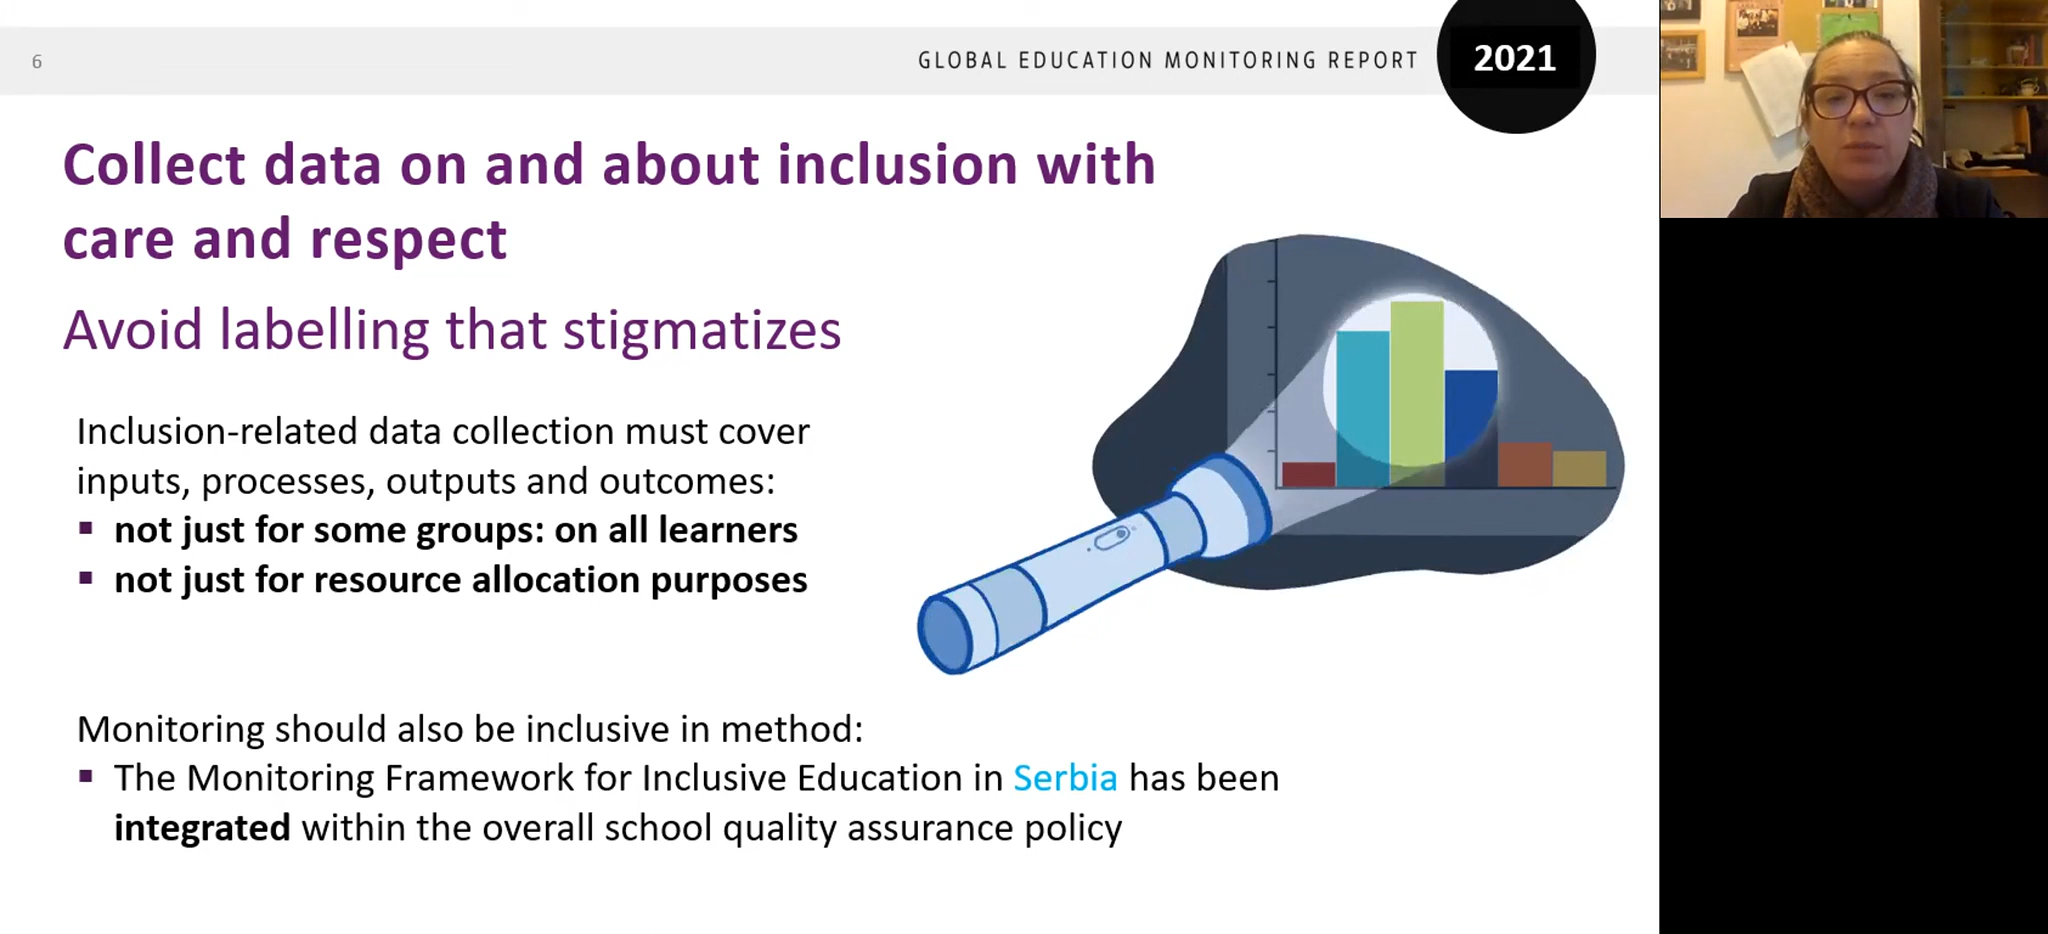 6
GLOBAL EDUCATION MONITORING REPORT
2021
Collect data on and about inclusion with
care and respect
Avoid labelling that stigmatizes
Inclusion-related data collection must cover
inputs, processes, outputs and outcomes:
▪ not just for some groups: on all learners
▪ not just for resource allocation purposes
Monitoring should also be inclusive in method:
▪ The Monitoring Framework for Inclusive Education in Serbia has been
integrated within the overall school quality assurance policy